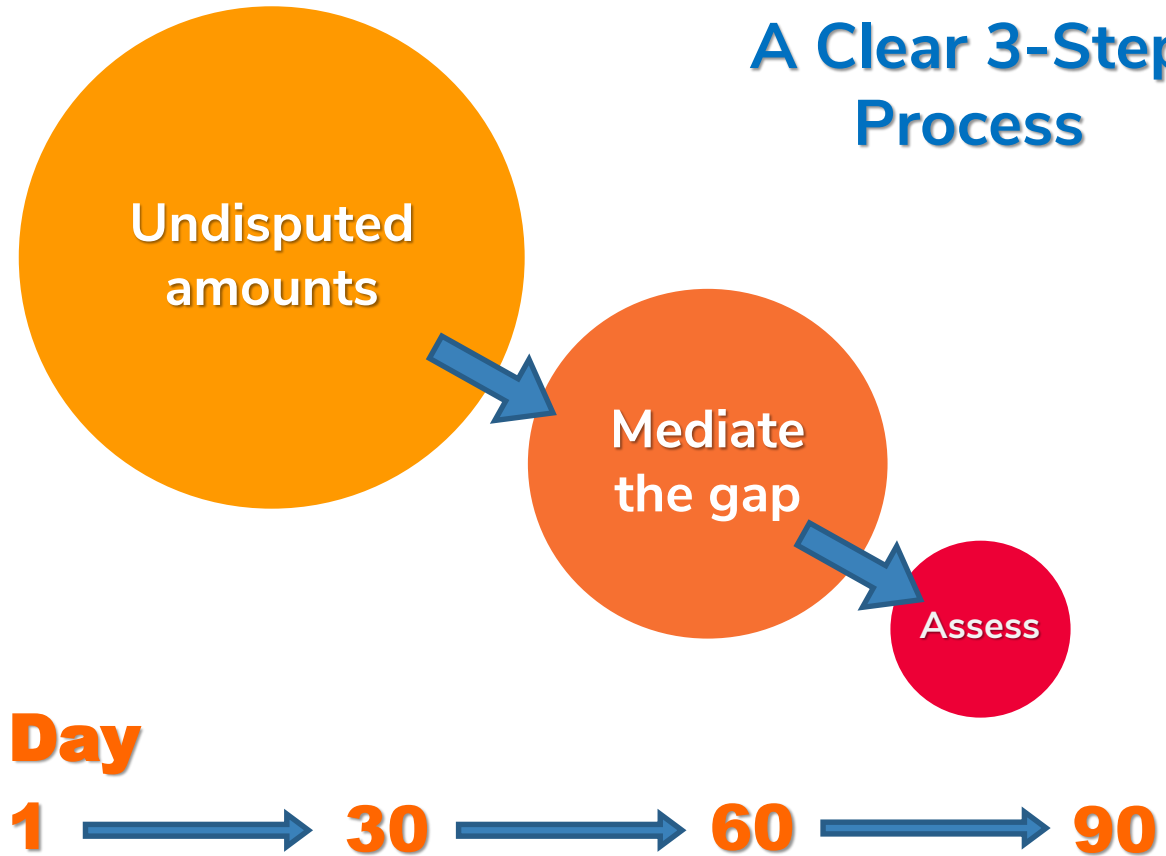 A Clear 3-Step
Process
Undisputed
amounts
Mediate
the gap
Assess
Day
1 30 60 90